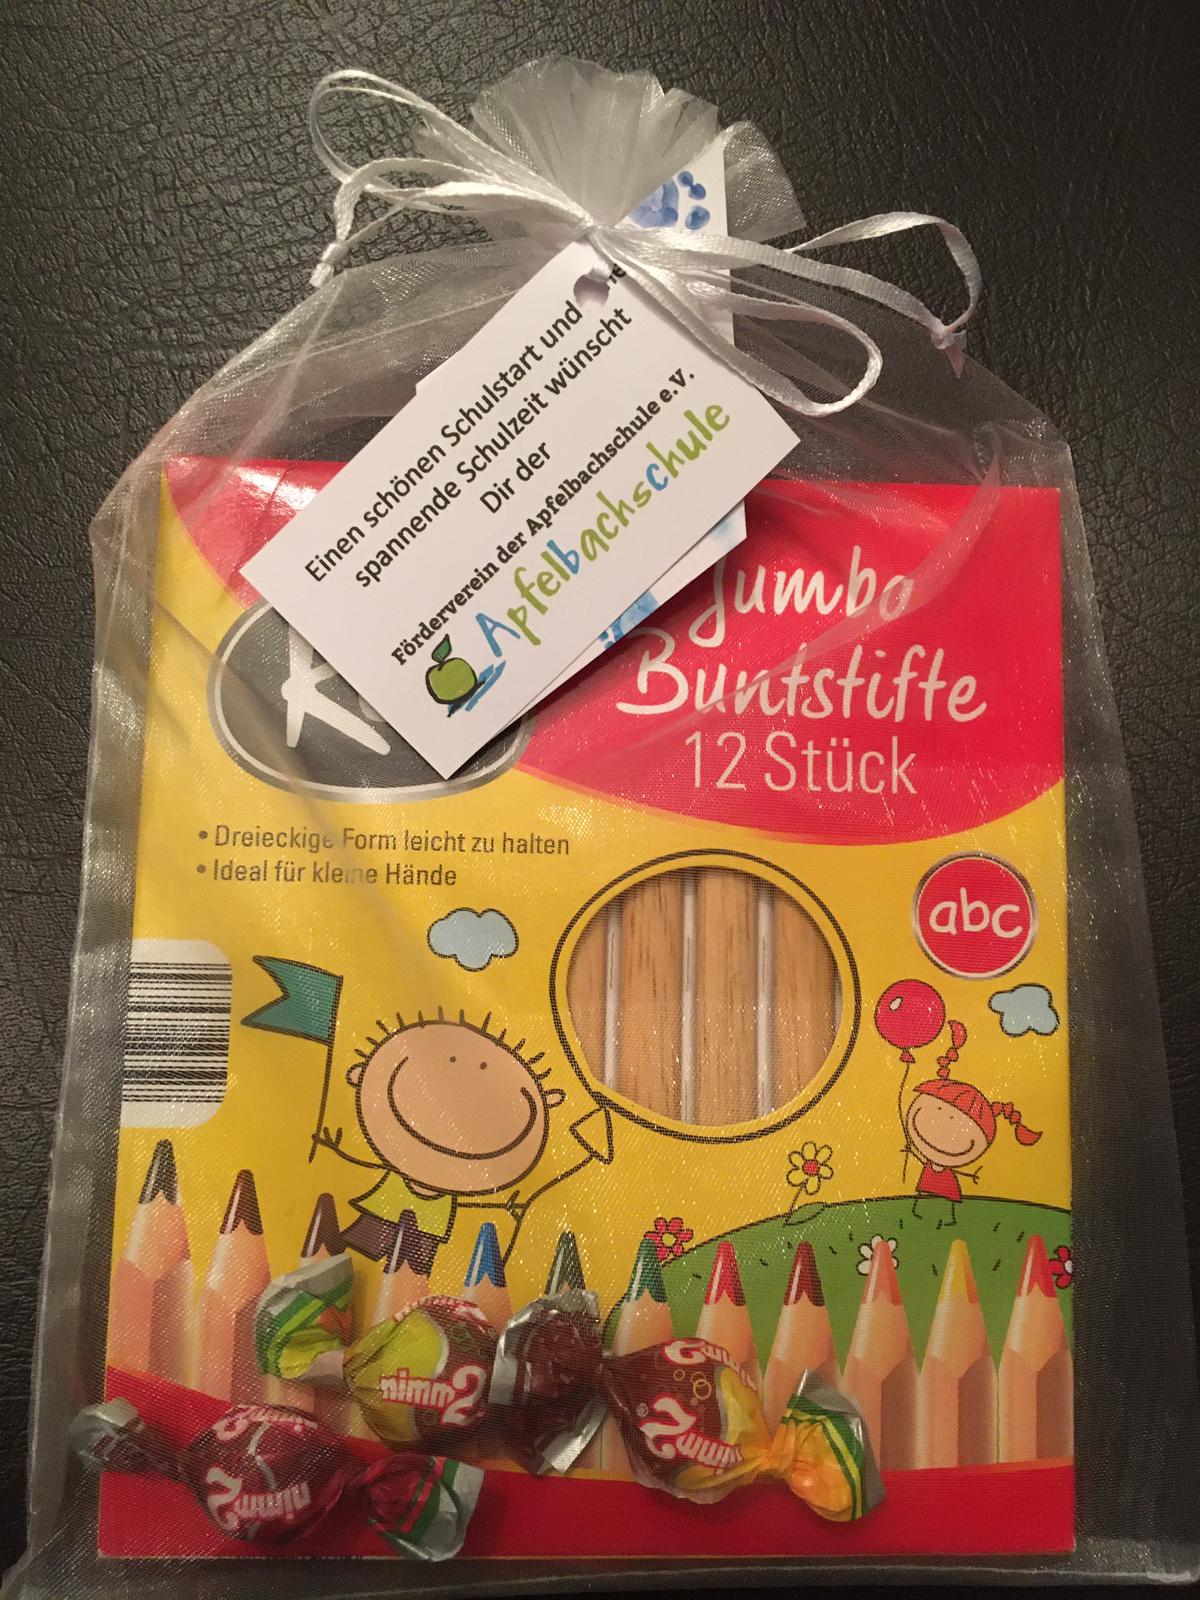 Einen schönen Schulstart und
spannende Schulzeit wünscht
Dir der
Förderverein der Apfelbachschule e.V.
Apfelbachschule
Jumbo
Buntstifte
12 Stück
• Dreieckige Form leicht zu halten
• Ideal für kleine Hände
abc
nimm2
nimm2
nimm2
nimm2